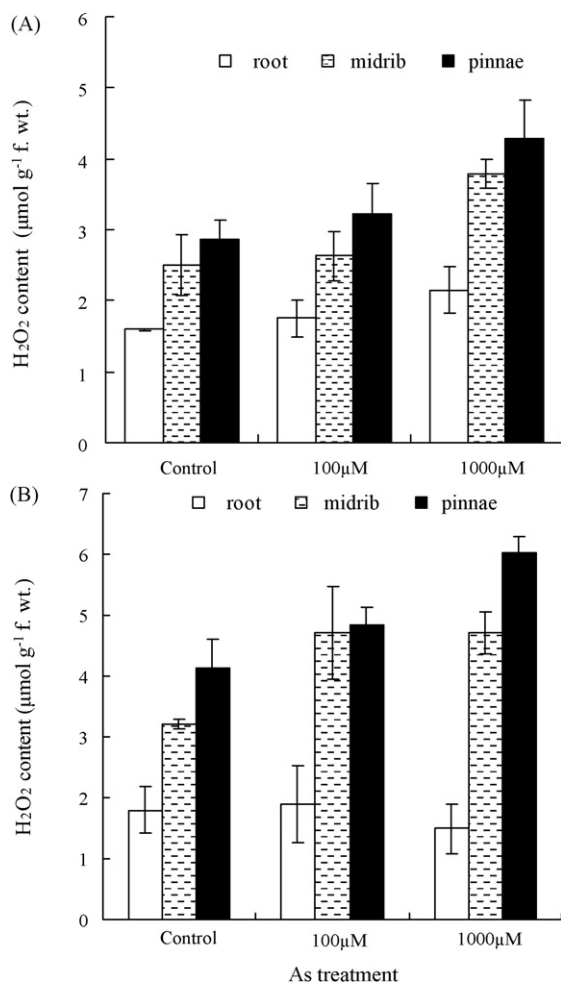 (A)
6
root midrib pinnae
5
4
3
2
1
0
H₂O₂ content (μmol g⁻¹ f. wt.)
Control 100μM 1000μM
(B)
7
root midrib pinnae
6
5
4
3
2
1
0
H₂O₂ content (μmol g⁻¹ f. wt.)
Control 100μM 1000μM
As treatment